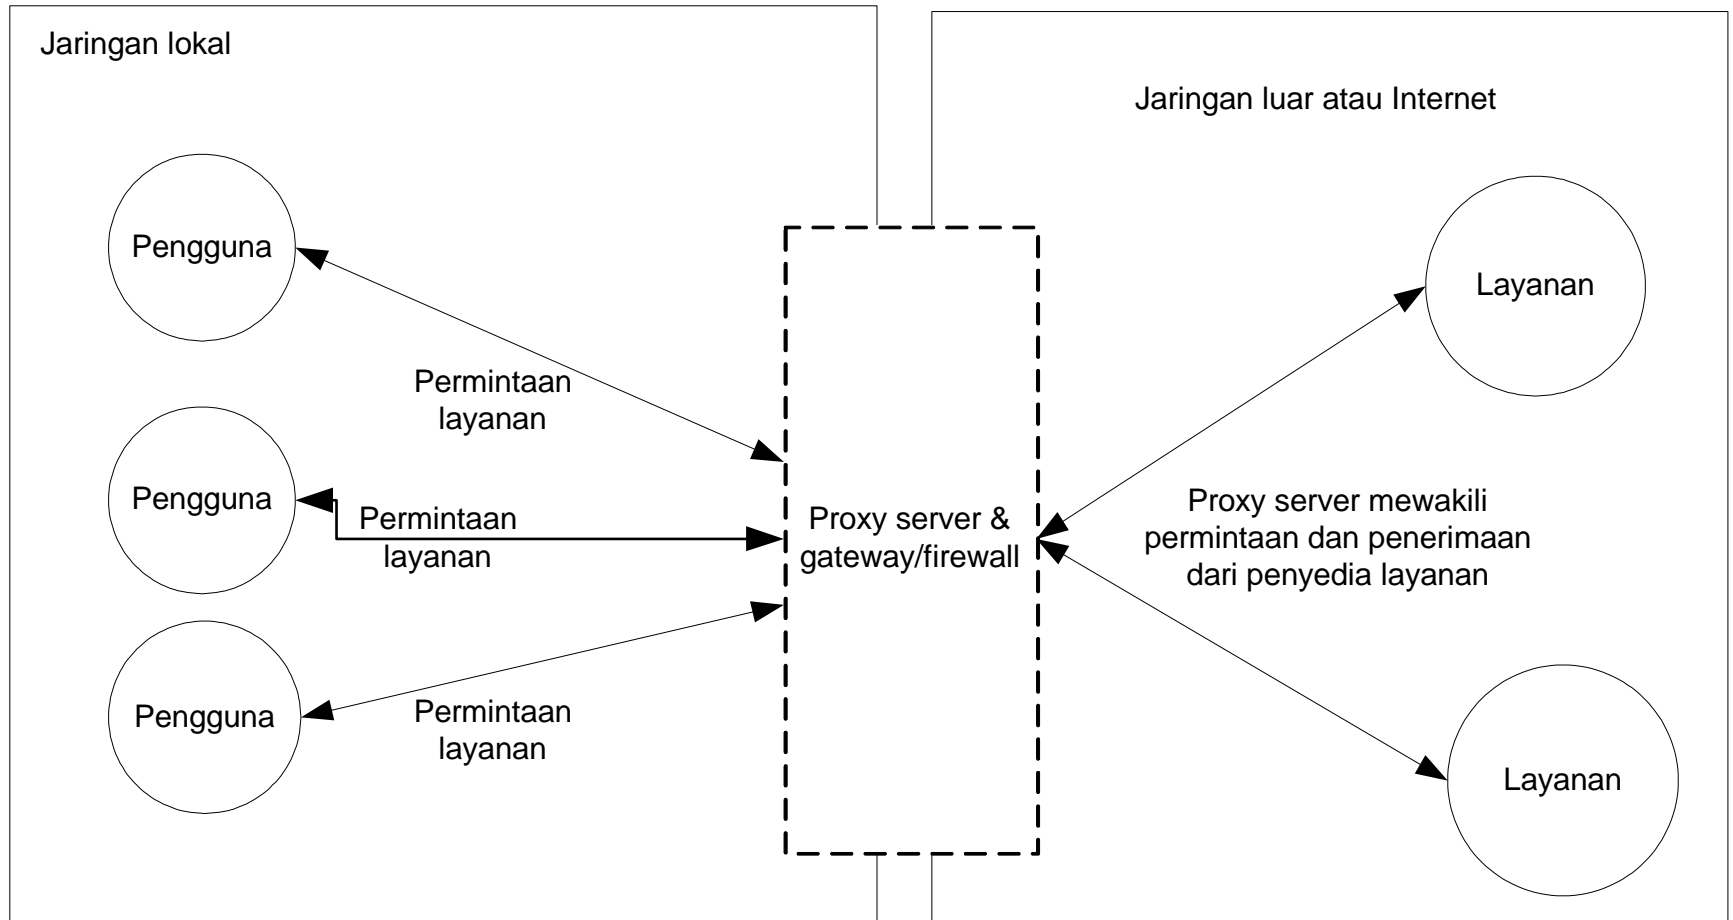 Jaringan lokal
Jaringan luar atau Internet
Pengguna
Layanan
Permintaan
layanan
Pengguna
Permintaan
layanan
Proxy server &
gateway/firewall
Proxy server mewakili
permintaan dan penerimaan
dari penyedia layanan
Pengguna
Permintaan
layanan
Layanan